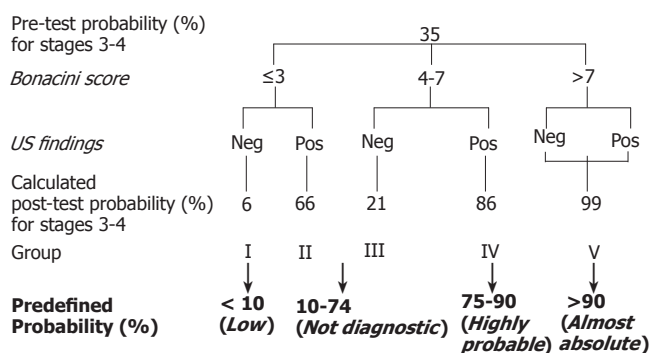 Pre-test probability (%)
for stages 3-4
35
Bonacini score
≤3 4-7 >7
US findings
Neg Pos Neg Pos Neg Pos
Calculated
post-test probability (%)
for stages 3-4
6 66 21 86 99
Group
I II III IV V
Predefined
Probability (%)
< 10
(Low)
10-74
(Not diagnostic)
75-90
(Highly
probable)
>90
(Almost
absolute)